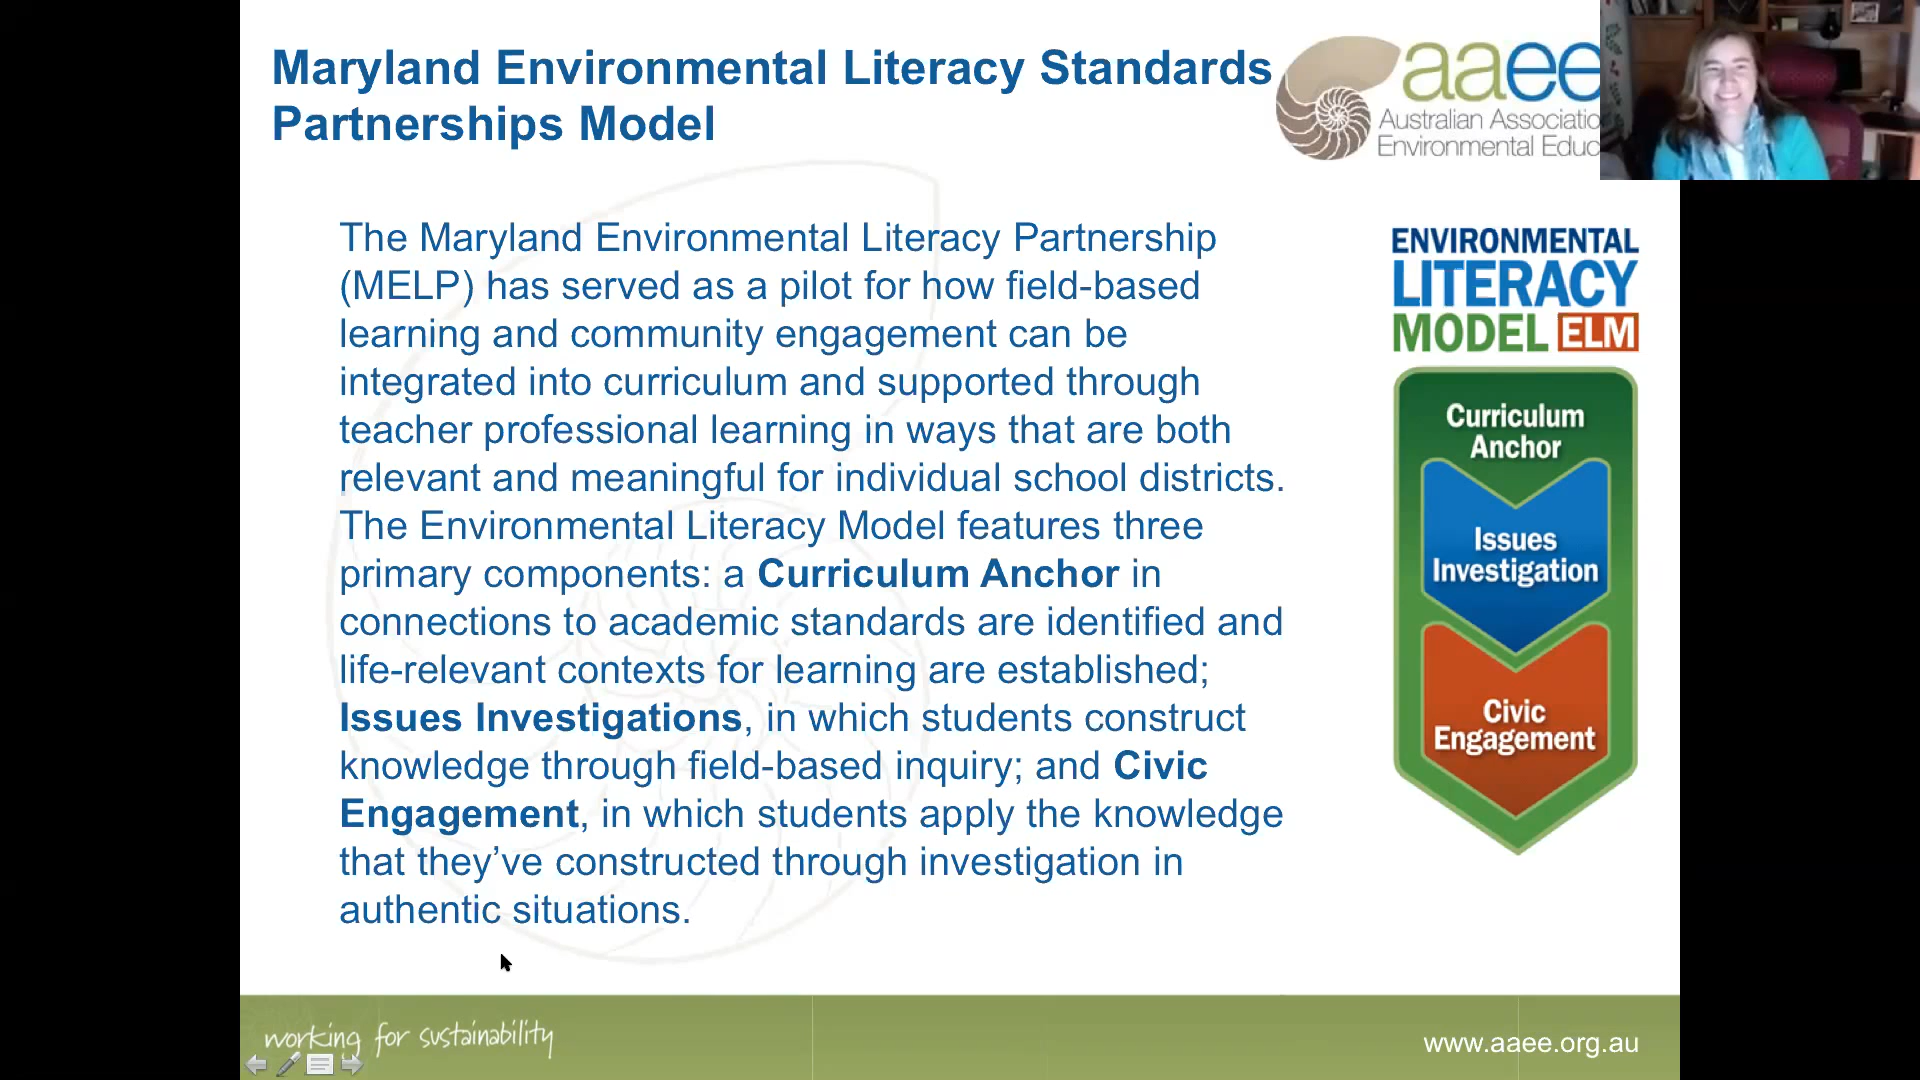 Maryland Environmental Literacy Standards
Partnerships Model
aaee
Australian Associatio
Environmental Educ
The Maryland Environmental Literacy Partnership
(MELP) has served as a pilot for how field-based
learning and community engagement can be
integrated into curriculum and supported through
teacher professional learning in ways that are both
relevant and meaningful for individual school districts.
The Environmental Literacy Model features three
primary components: a Curriculum Anchor in
connections to academic standards are identified and
life-relevant contexts for learning are established;
Issues Investigations, in which students construct
knowledge through field-based inquiry; and Civic
Engagement, in which students apply the knowledge
that they’ve constructed through investigation in
authentic situations.
ENVIRONMENTAL
LITERACY
MODEL ELM
Curriculum
Anchor
Issues
Investigation
Civic
Engagement
working for sustainability
www.aaee.org.au